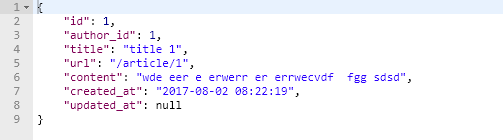 1 {
2 "id": 1,
3 "author_id": 1,
4 "title": "title 1",
5 "url": "/article/1",
6 "content": "wde eer e erwerr er errwecvdf  fgg sdsd",
7 "created_at": "2017-08-02 08:22:19",
8 "updated_at": null
9 }